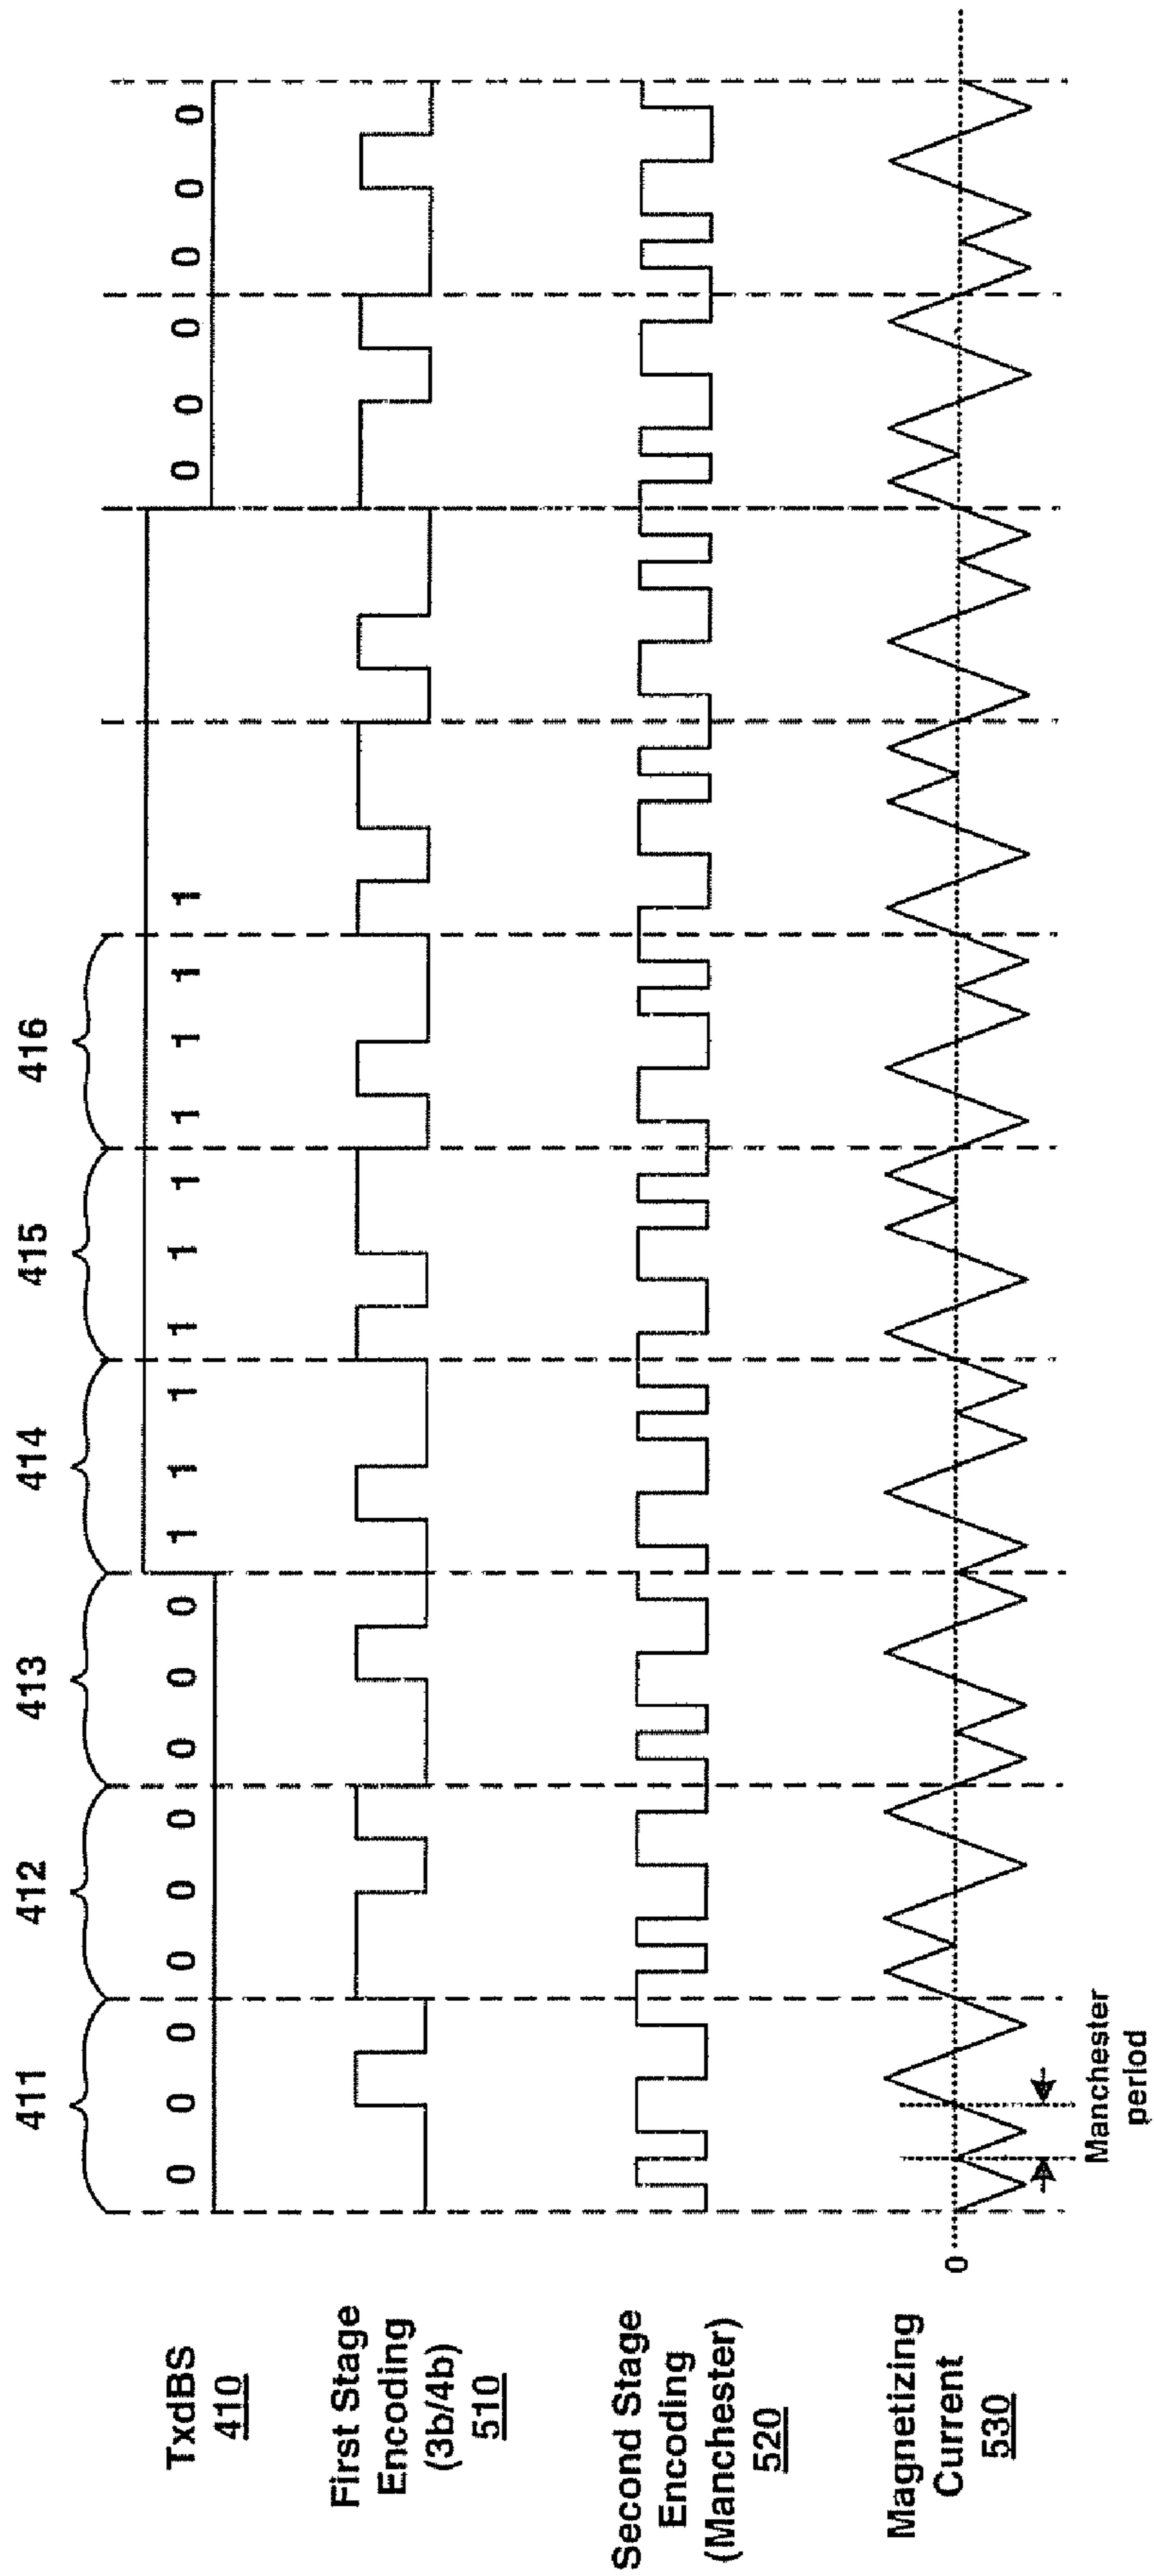 411 412 413 414 415 416
TxdBS
410
0 0 0 0 0 0 0 0 0 1 1 1 1 1 1 1 1 1 1 0 0 0 0 0 0
First Stage
Encoding
(3b/4b)
510
Second Stage
Encoding
(Manchester)
520
Magnetizing
Current
530
0
Manchester
period